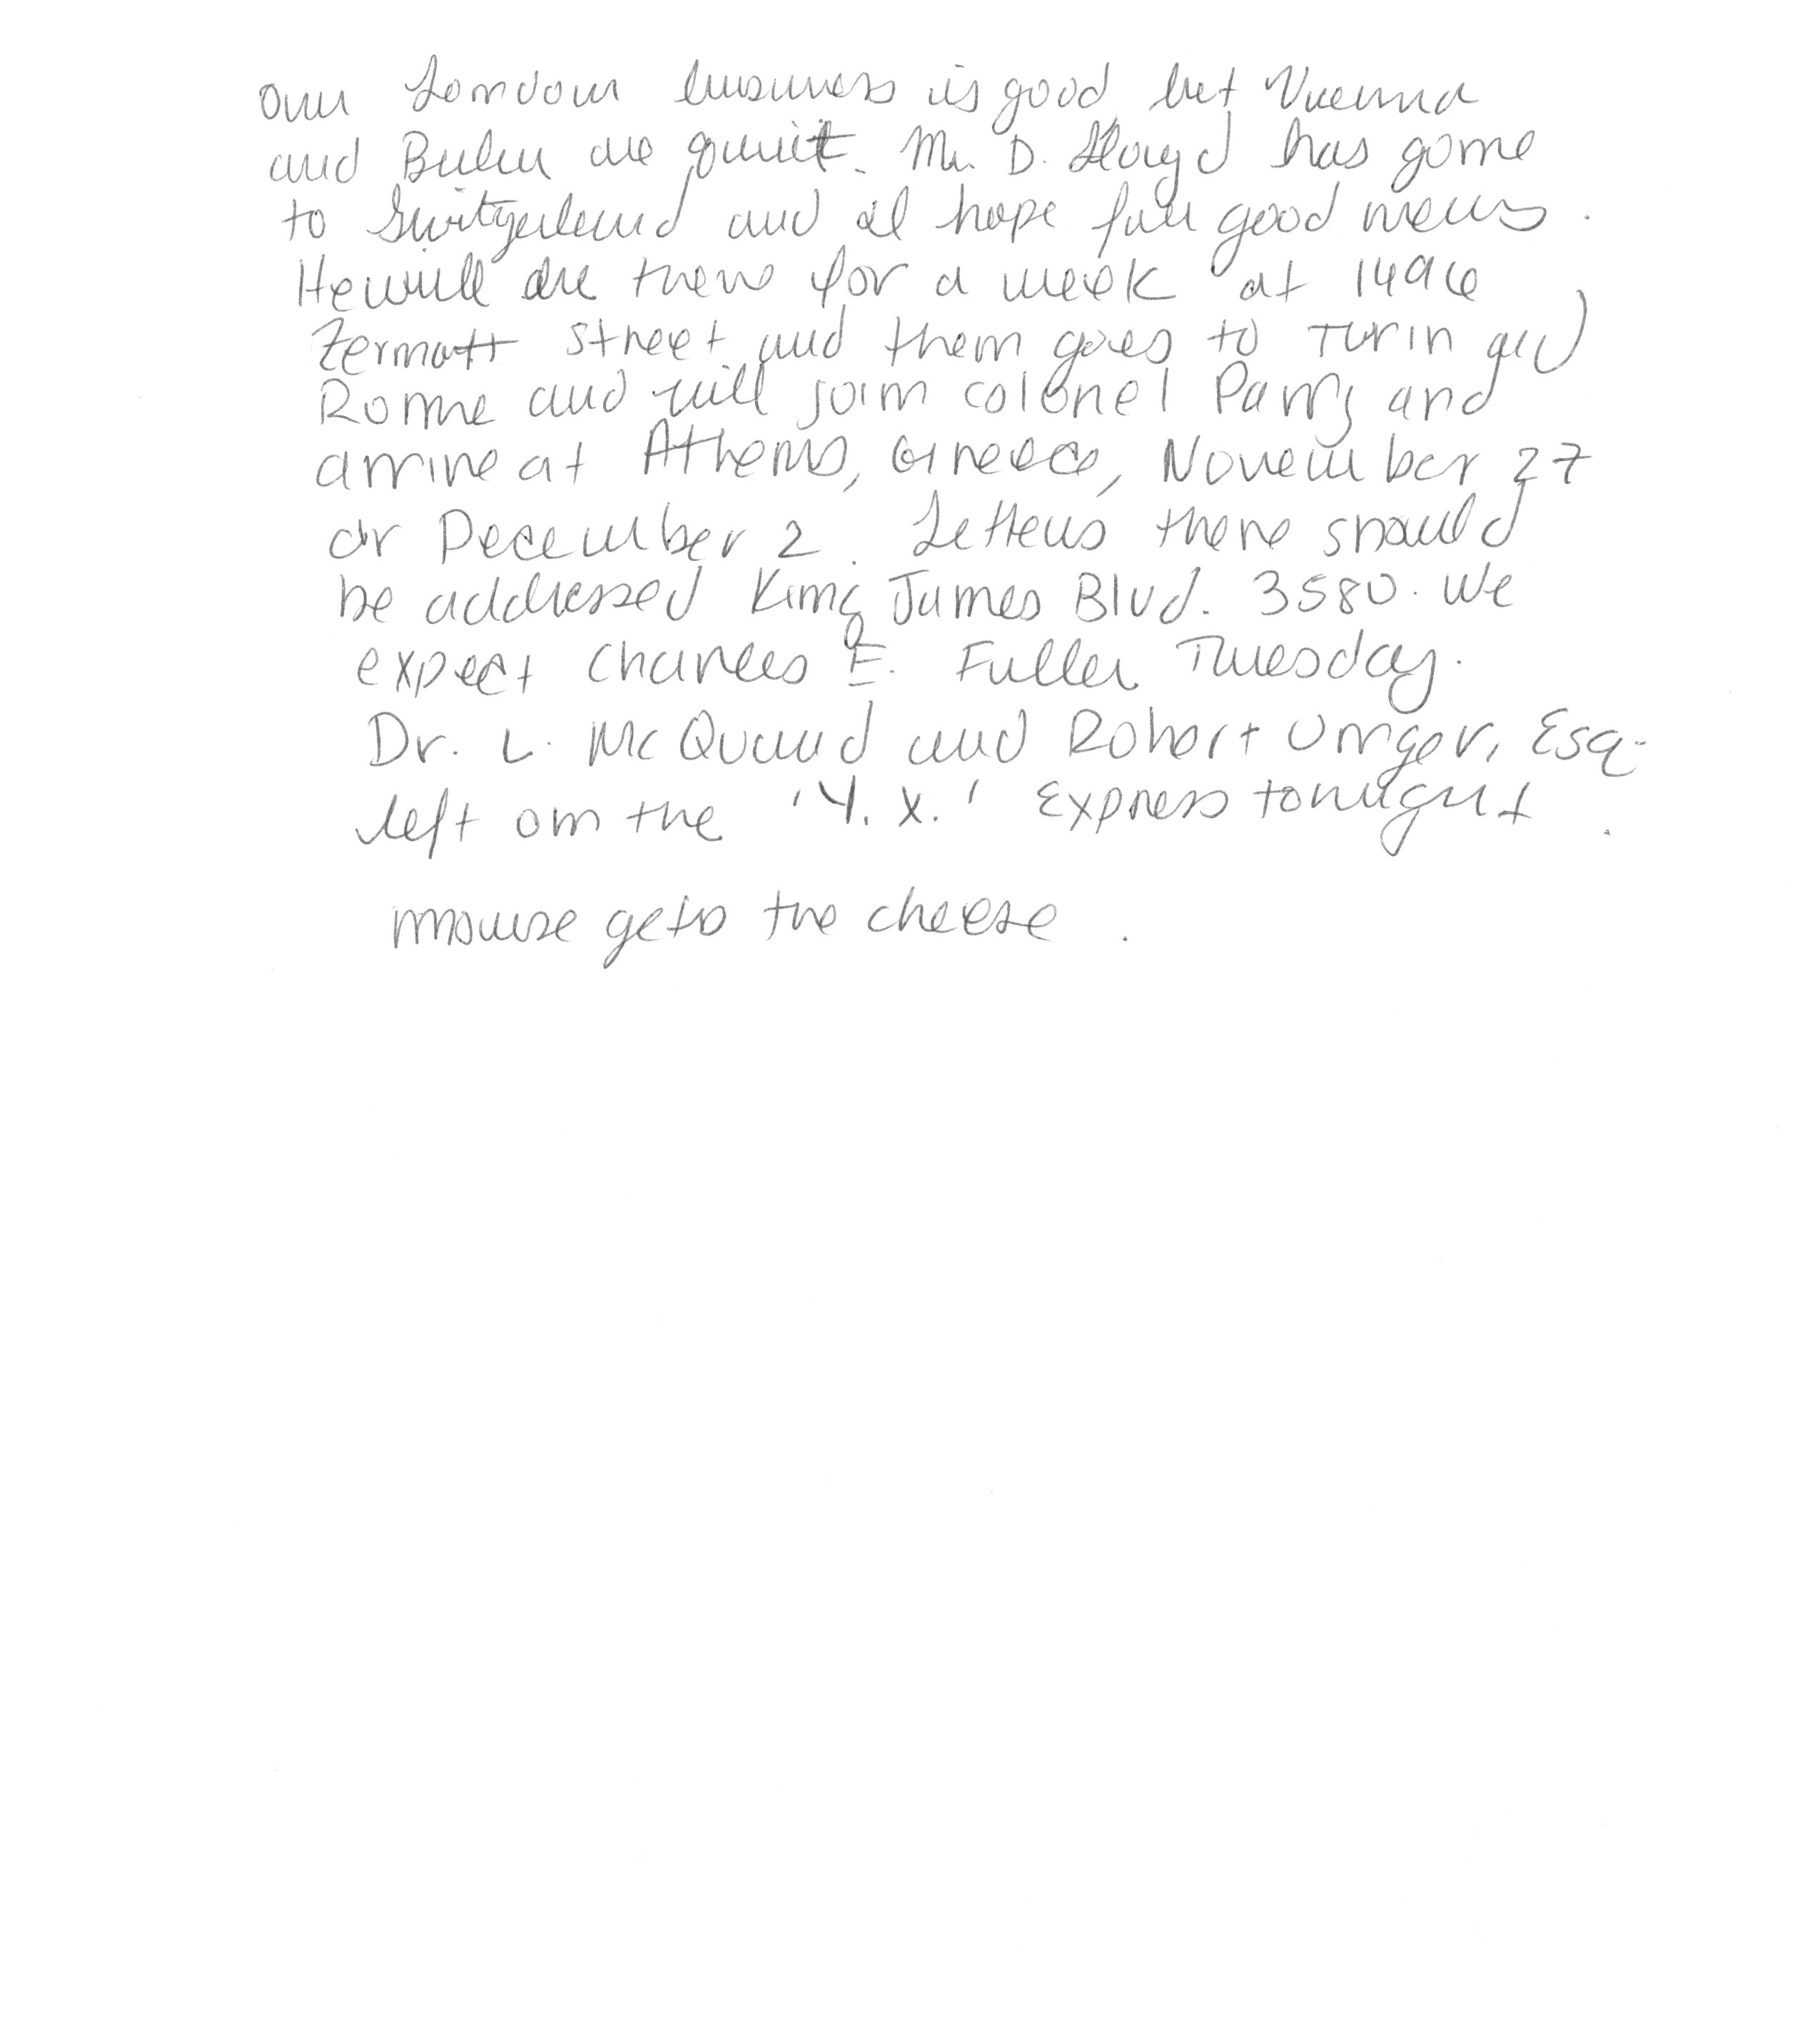 Our London business is good, but Vienna
and Berlin are quiet. Mr. D. Lloyd has gone
to Switzerland and I hope for good news.
He will be there for a week at 1496
Zermott Street and then goes to Turin and
Rome and will join Colonel Parry and
arrive at Athens, Greece, November 27
or December 2. Letters there should
be addressed King James Blvd. 3580. We
expect Charles E. Fuller Tuesday.
Dr. L. McQuaid and Robert Unger, Esq.
left on the 'Y.X.' Express tonight.
mouse gets the cheese.